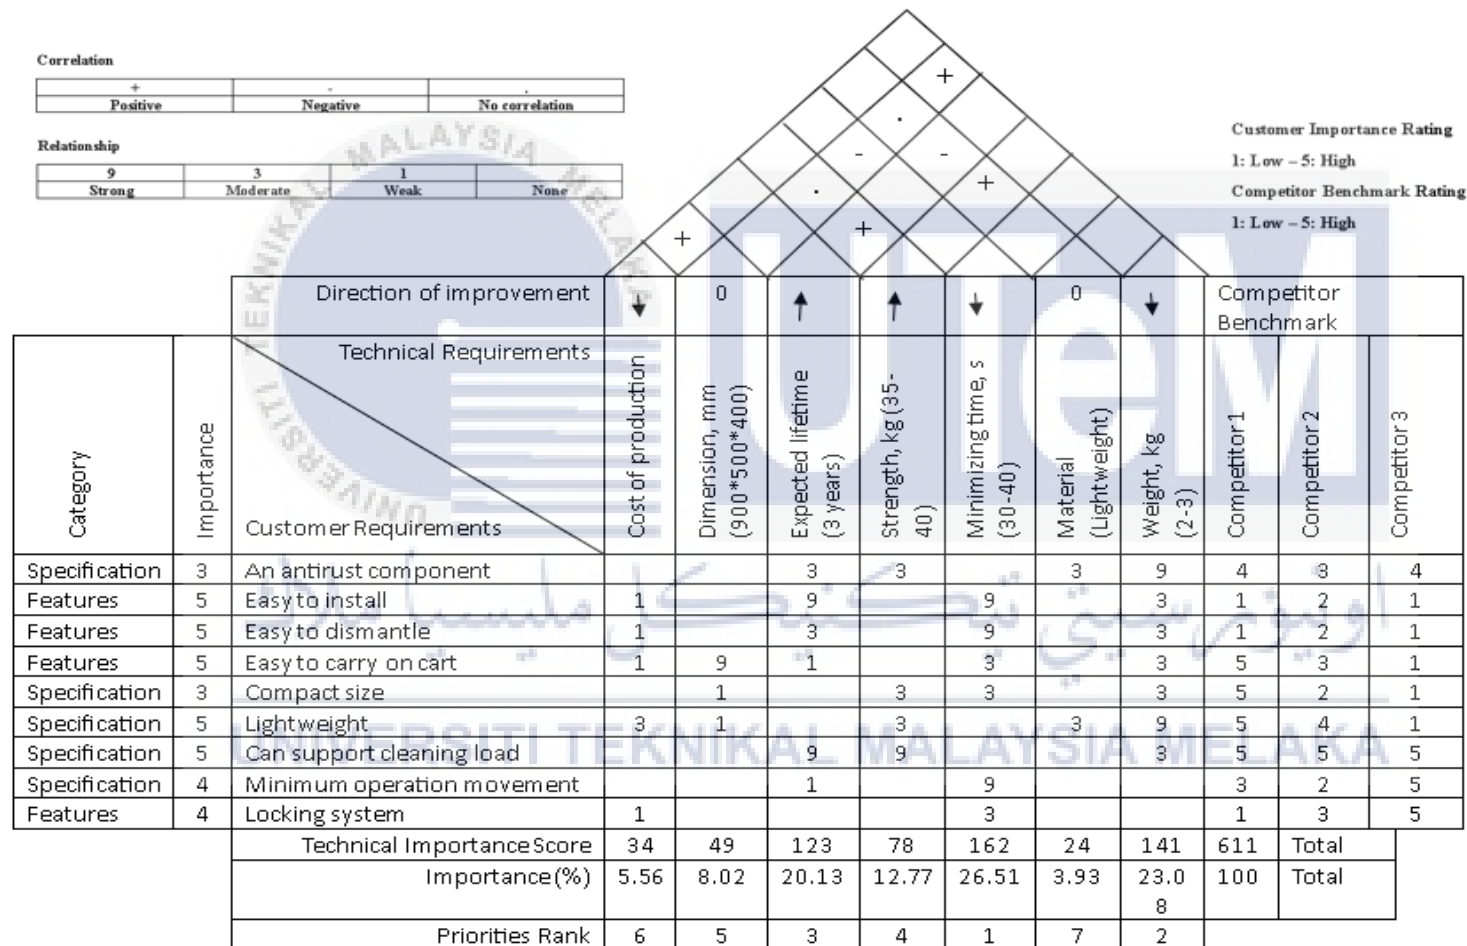 Correlation
+ - .
Positive Negative No correlation
Relationship
9 3 1
Strong Moderate Weak None
Customer Importance Rating
1: Low – 5: High
Competitor Benchmark Rating
1: Low – 5: High
+
.
- -
. +
+ +
UNIVERSITI TEKNIKAL MALAYSIA MELAKA
UTeM
Direction of improvement 0 0 Competitor
Benchmark
Category
Importance
Technical Requirements
Customer Requirements
Cost of production
Dimension, mm
(900*500*400)
Expected lifetime
(3 years)
Strength, kg (35-
40)
Minimizing time, s
(30-40)
Material
(Lightweight)
Weight, kg
(2-3)
Competitor 1
Competitor 2
Competitor 3
Specification 3 An antirust component 3 3 3 9 4 3 4
Features 5 Easy to install 1 9 9 3 1 2 1
Features 5 Easy to dismantle 1 3 9 3 1 2 1
Features 5 Easy to carry on cart 1 9 1 3 3 5 3 1
Specification 3 Compact size 1 3 3 3 5 2 1
Specification 5 Lightweight 3 1 3 3 9 5 4 1
Specification 5 Can support cleaning load 9 9 3 5 5 5
Specification 4 Minimum operation movement 1 9 3 2 5
Features 4 Locking system 1 3 1 3 5
اونيۏرسيتي تيكنيكل مليسيا ملاك
UNIVERSITI TEKNIKAL MALAYSIA MELAKA
Technical Importance Score 34 49 123 78 162 24 141 611 Total
Importance (%) 5.56 8.02 20.13 12.77 26.51 3.93 23.0 100 Total
8
Priorities Rank 6 5 3 4 1 7 2